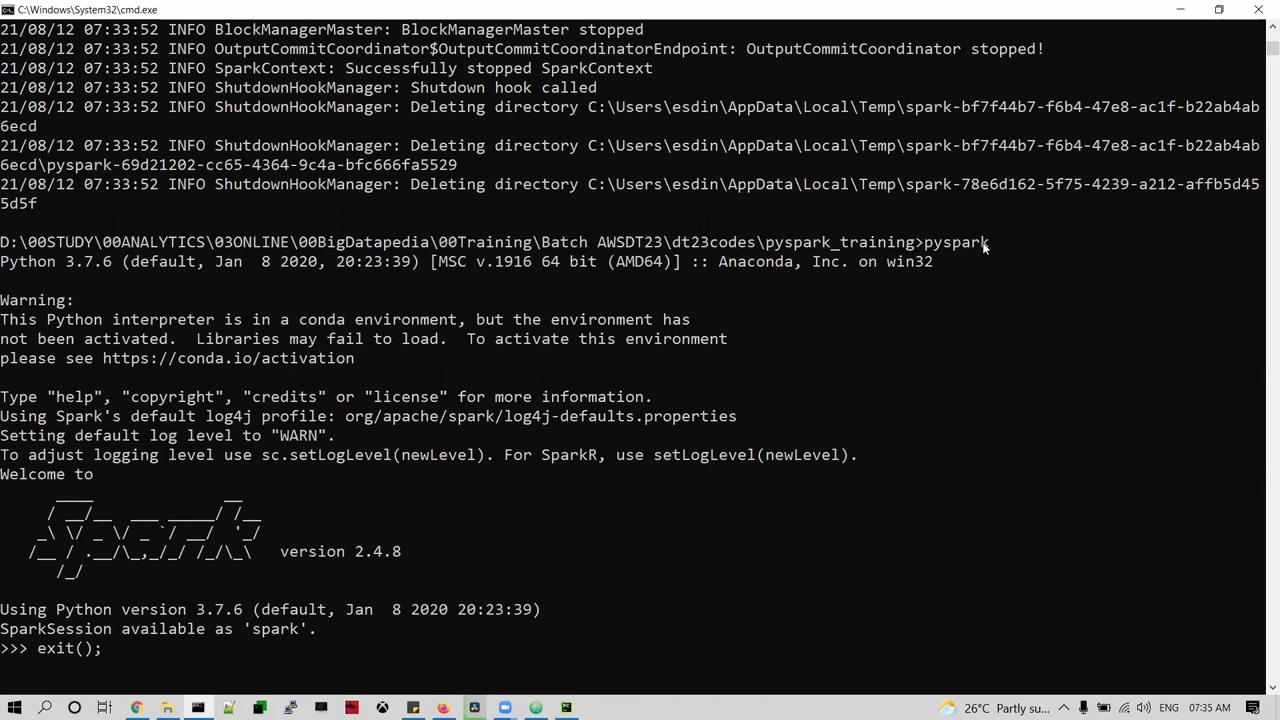 C:\Windows\System32\cmd.exe
21/08/12 07:33:52 INFO BlockManagerMaster: BlockManagerMaster stopped
21/08/12 07:33:52 INFO OutputCommitCoordinator$OutputCommitCoordinatorEndpoint: OutputCommitCoordinator stopped!
21/08/12 07:33:52 INFO SparkContext: Successfully stopped SparkContext
21/08/12 07:33:52 INFO ShutdownHookManager: Shutdown hook called
21/08/12 07:33:52 INFO ShutdownHookManager: Deleting directory C:\Users\esdin\AppData\Local\Temp\spark-bf7f44b7-f6b4-47e8-ac1f-b22ab4ab
6ecd
21/08/12 07:33:52 INFO ShutdownHookManager: Deleting directory C:\Users\esdin\AppData\Local\Temp\spark-bf7f44b7-f6b4-47e8-ac1f-b22ab4ab
6ecd\pyspark-69d21202-cc65-4364-9c4a-bfc666fa5529
21/08/12 07:33:52 INFO ShutdownHookManager: Deleting directory C:\Users\esdin\AppData\Local\Temp\spark-78e6d162-5f75-4239-a212-affb5d45
5d5f
D:\00STUDY\00ANALYTICS\03ONLINE\00BigDatapedia\00Training\Batch AWSDT23\dt23codes\pyspark_training>pyspark
Python 3.7.6 (default, Jan  8 2020, 20:23:39) [MSC v.1916 64 bit (AMD64)] :: Anaconda, Inc. on win32
Warning:
This Python interpreter is in a conda environment, but the environment has
not been activated.  Libraries may fail to load.  To activate this environment
please see https://conda.io/activation
Type "help", "copyright", "credits" or "license" for more information.
Using Spark's default log4j profile: org/apache/spark/log4j-defaults.properties
Setting default log level to "WARN".
To adjust logging level use sc.setLogLevel(newLevel). For SparkR, use setLogLevel(newLevel).
Welcome to
Spark version 2.4.8
Using Python version 3.7.6 (default, Jan  8 2020 20:23:39)
SparkSession available as 'spark'.
>>> exit();
26°C Partly su... ENG 07:35 AM